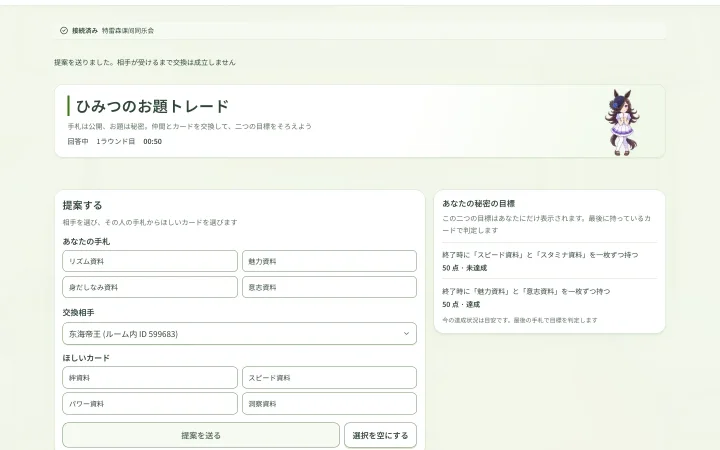 接続済み 特雷森课间同乐会
提案を送りました。相手が受けるまで交換は成立しません
ひみつのお題トレード
手札は公開、お題は秘密。仲間とカードを交換して、二つの目標をそろえよう
回答中 1ラウンド目 00:50
提案する
相手を選び、その人の手札からほしいカードを選びます
あなたの手札
リズム資料
魅力資料
身だしなみ資料
意志資料
交換相手
东海帝王 (ルーム内 ID 599683)
ほしいカード
絆資料
スピード資料
パワー資料
洞察資料
提案を送る
選択を空にする
あなたの秘密の目標
この二つの目標はあなたにだけ表示されます。最後に持っているカ
ードで判定します
終了時に「スピード資料」と「スタミナ資料」を一枚ずつ持つ
50 点 · 未達成
終了時に「魅力資料」と「意志資料」を一枚ずつ持つ
50 点 · 達成
今の達成状況は目安です。最後の手札で目標を判定します